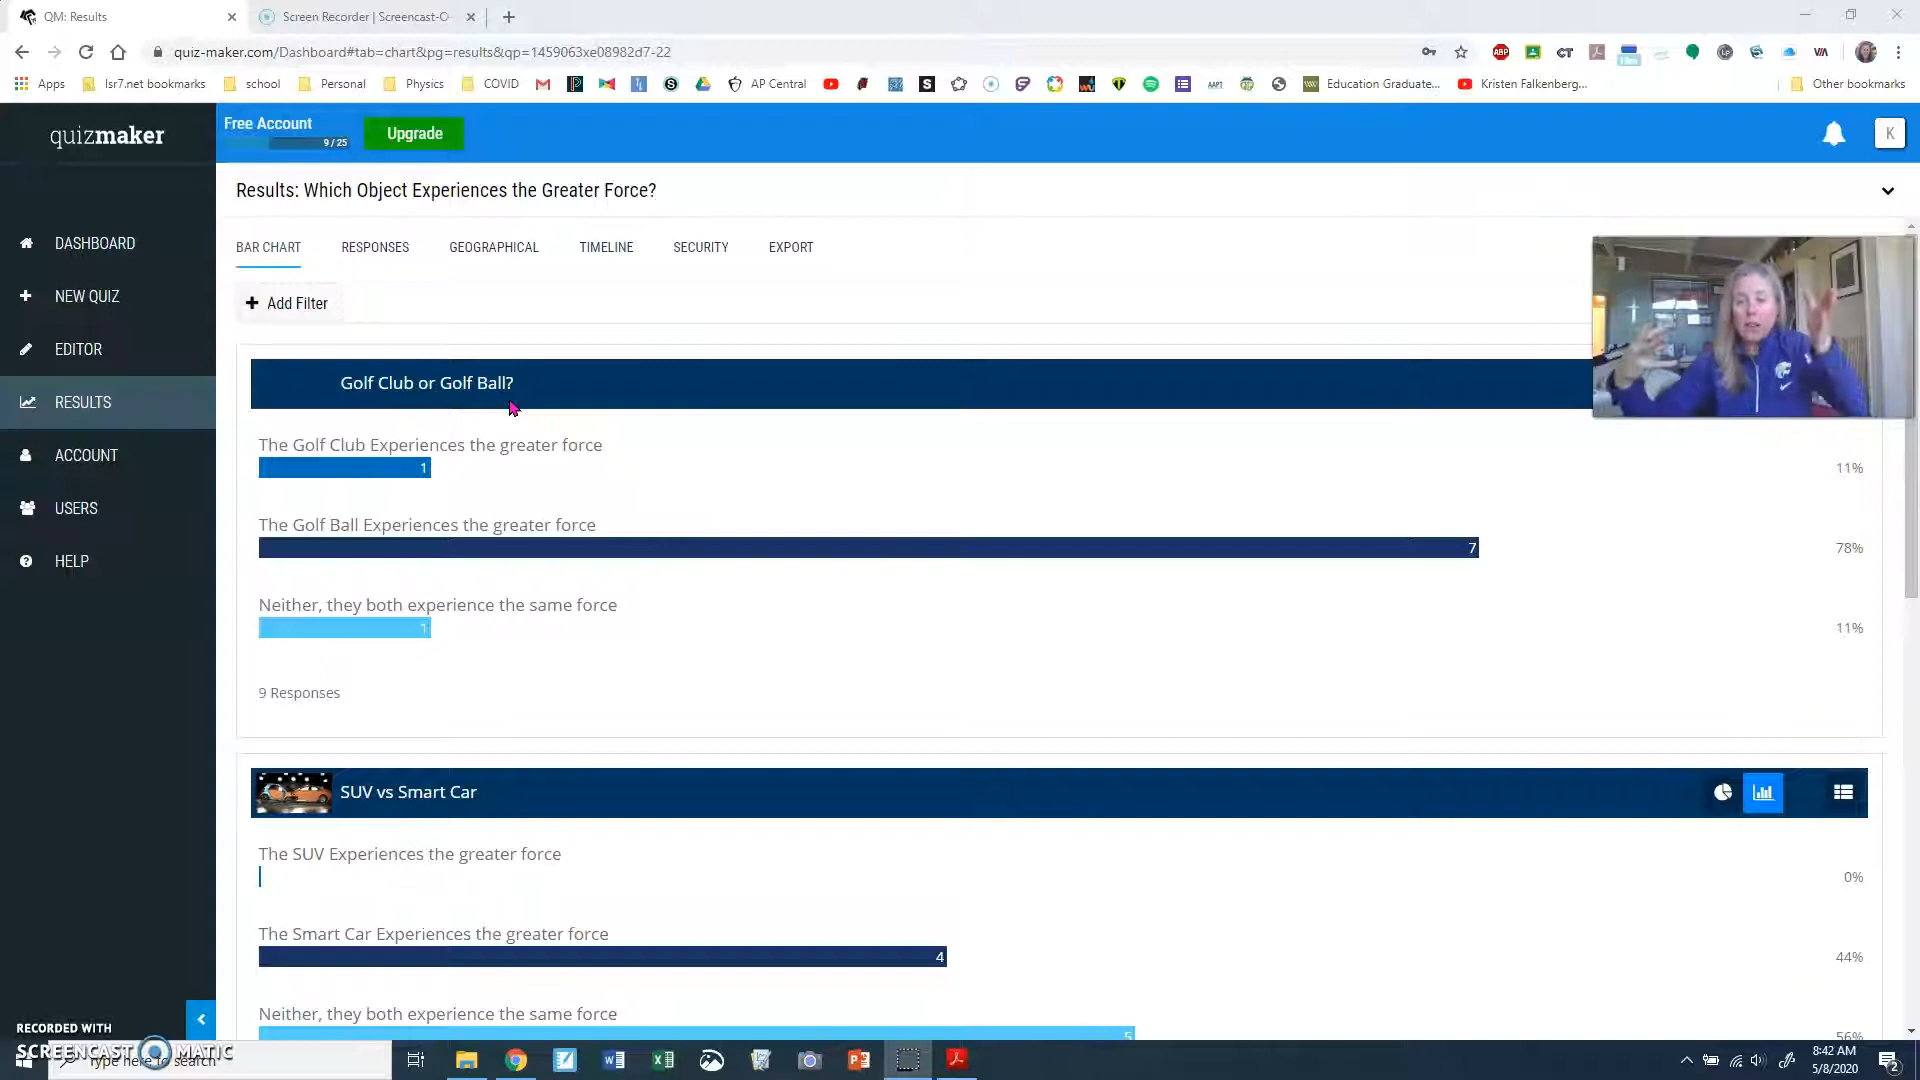 QM: Results
Screen Recorder | Screencast-O
quiz-maker.com/Dashboard#tab=chart&pg=results&qp=1459063xe08982d7-22
Apps lsr7.net bookmarks school Personal Physics COVID AP Central Education Graduate... Kristen Falkenberg... Other bookmarks
quizmaker
Free Account
9 / 25
Upgrade
K
Results: Which Object Experiences the Greater Force?
DASHBOARD
NEW QUIZ
EDITOR
RESULTS
ACCOUNT
USERS
HELP
BAR CHART RESPONSES GEOGRAPHICAL TIMELINE SECURITY EXPORT
Add Filter
Golf Club or Golf Ball?
The Golf Club Experiences the greater force
1 11%
The Golf Ball Experiences the greater force
7 78%
Neither, they both experience the same force
1 11%
9 Responses
SUV vs Smart Car
The SUV Experiences the greater force
0%
The Smart Car Experiences the greater force
4 44%
Neither, they both experience the same force
5 56%
RECORDED WITH
SCREENCAST MATIC
Type here to search
8:42 AM
5/8/2020
2